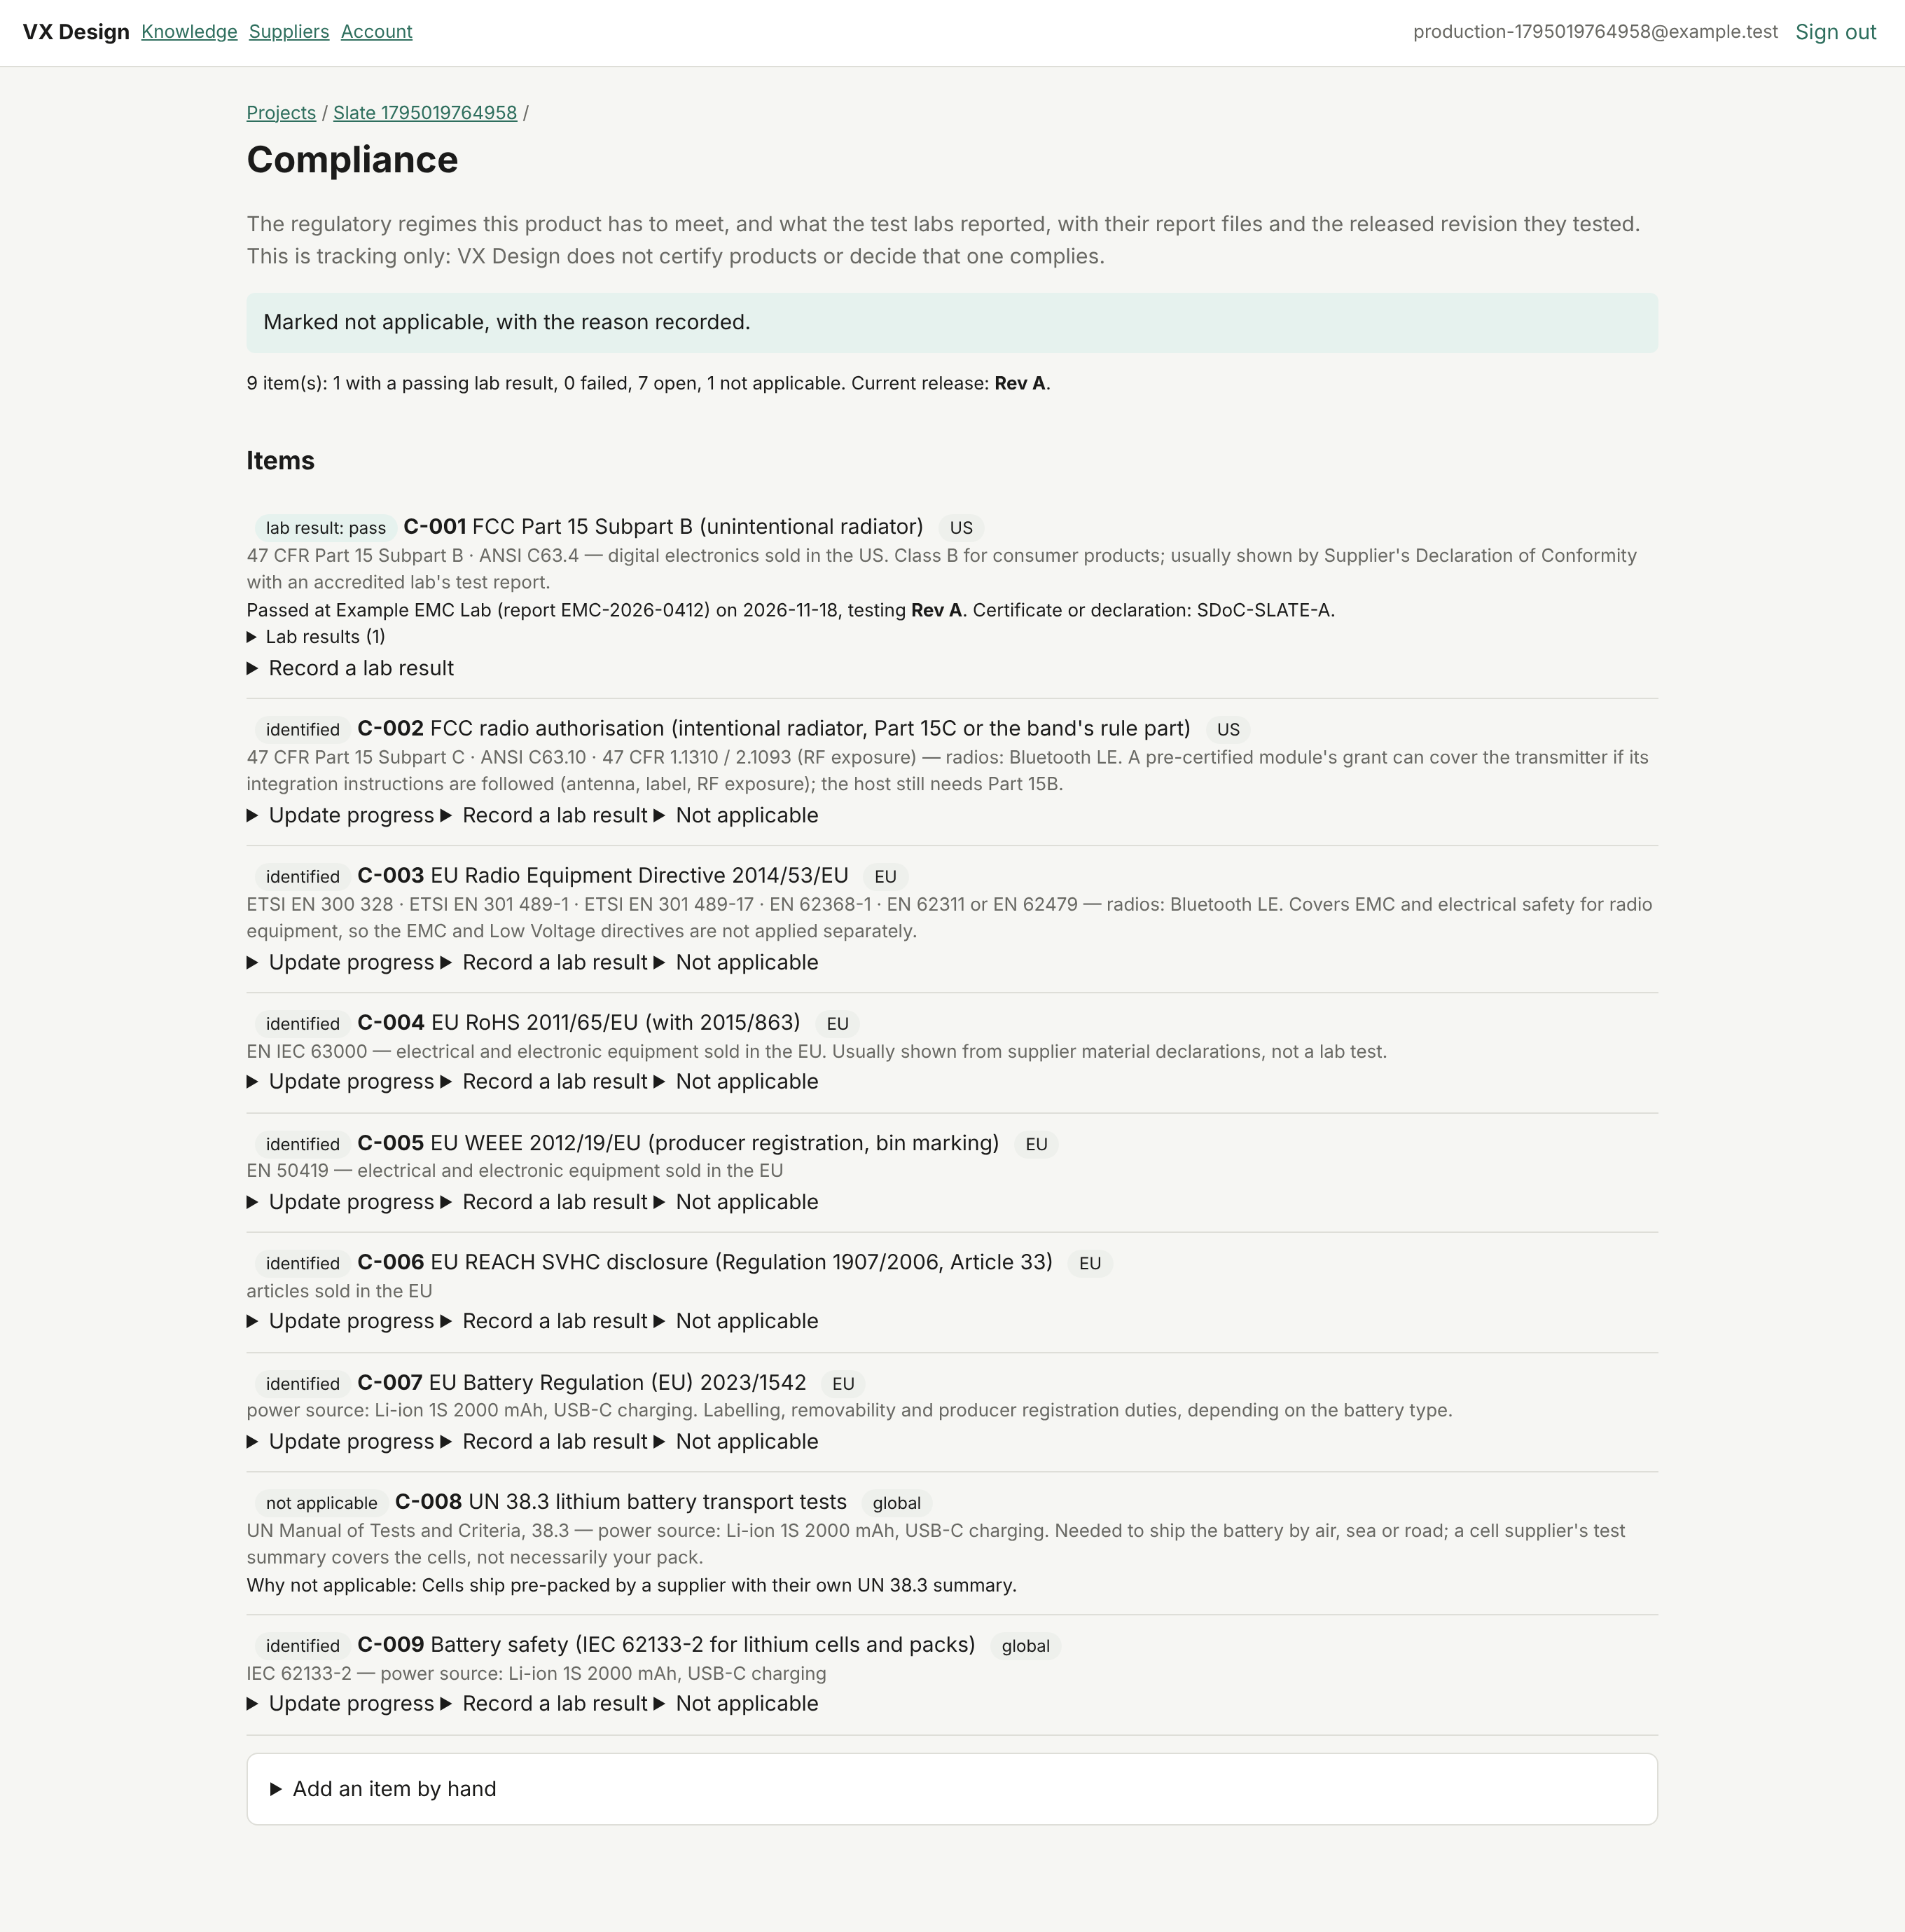 VX Design Knowledge Suppliers Account production-1795019764958@example.test Sign out
Projects / Slate 1795019764958 /
Compliance
The regulatory regimes this product has to meet, and what the test labs reported, with their report files and the released revision they tested.
This is tracking only: VX Design does not certify products or decide that one complies.
Marked not applicable, with the reason recorded.
9 item(s): 1 with a passing lab result, 0 failed, 7 open, 1 not applicable. Current release: Rev A.
Items
lab result: pass C-001 FCC Part 15 Subpart B (unintentional radiator) US
47 CFR Part 15 Subpart B · ANSI C63.4 — digital electronics sold in the US. Class B for consumer products; usually shown by Supplier's Declaration of Conformity
with an accredited lab's test report.
Passed at Example EMC Lab (report EMC-2026-0412) on 2026-11-18, testing Rev A. Certificate or declaration: SDoC-SLATE-A.
▶ Lab results (1)
▶ Record a lab result
identified C-002 FCC radio authorisation (intentional radiator, Part 15C or the band's rule part) US
47 CFR Part 15 Subpart C · ANSI C63.10 · 47 CFR 1.1310 / 2.1093 (RF exposure) — radios: Bluetooth LE. A pre-certified module's grant can cover the transmitter if its
integration instructions are followed (antenna, label, RF exposure); the host still needs Part 15B.
▶ Update progress ▶ Record a lab result ▶ Not applicable
identified C-003 EU Radio Equipment Directive 2014/53/EU EU
ETSI EN 300 328 · ETSI EN 301 489-1 · ETSI EN 301 489-17 · EN 62368-1 · EN 62311 or EN 62479 — radios: Bluetooth LE. Covers EMC and electrical safety for radio
equipment, so the EMC and Low Voltage directives are not applied separately.
▶ Update progress ▶ Record a lab result ▶ Not applicable
identified C-004 EU RoHS 2011/65/EU (with 2015/863) EU
EN IEC 63000 — electrical and electronic equipment sold in the EU. Usually shown from supplier material declarations, not a lab test.
▶ Update progress ▶ Record a lab result ▶ Not applicable
identified C-005 EU WEEE 2012/19/EU (producer registration, bin marking) EU
EN 50419 — electrical and electronic equipment sold in the EU
▶ Update progress ▶ Record a lab result ▶ Not applicable
identified C-006 EU REACH SVHC disclosure (Regulation 1907/2006, Article 33) EU
articles sold in the EU
▶ Update progress ▶ Record a lab result ▶ Not applicable
identified C-007 EU Battery Regulation (EU) 2023/1542 EU
power source: Li-ion 1S 2000 mAh, USB-C charging. Labelling, removability and producer registration duties, depending on the battery type.
▶ Update progress ▶ Record a lab result ▶ Not applicable
not applicable C-008 UN 38.3 lithium battery transport tests global
UN Manual of Tests and Criteria, 38.3 — power source: Li-ion 1S 2000 mAh, USB-C charging. Needed to ship the battery by air, sea or road; a cell supplier's test
summary covers the cells, not necessarily your pack.
Why not applicable: Cells ship pre-packed by a supplier with their own UN 38.3 summary.
identified C-009 Battery safety (IEC 62133-2 for lithium cells and packs) global
IEC 62133-2 — power source: Li-ion 1S 2000 mAh, USB-C charging
▶ Update progress ▶ Record a lab result ▶ Not applicable
▶ Add an item by hand